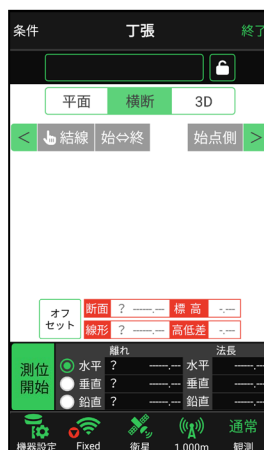 条件 丁張 終了
平面 横断 3D
< 結線 始⇔終 始点側 >
オフセット 断面 ? -----.--- 標高 -.---
線形 ? -----.--- 高低差 -.---
離れ 法長
測位開始 水平 ? -----.--- 水平 -----.---
垂直 ? -----.--- 垂直 -----.---
鉛直 ? -----.--- 鉛直 -----.---
通常
機器設定 Fixed 衛星 1.000m 観測